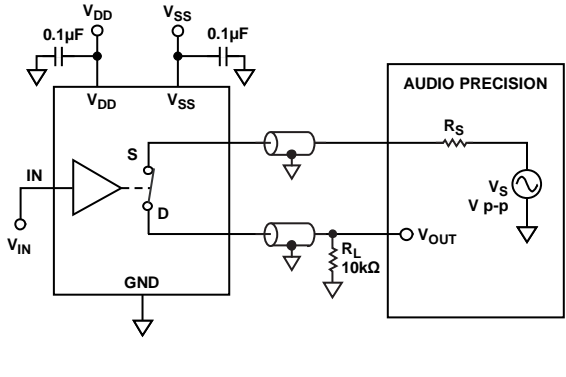 V_DD
V_SS
0.1µF
0.1µF
V_DD
V_SS
AUDIO PRECISION
R_S
S
IN
V_S
V p-p
D
V_IN
V_OUT
R_L
10kΩ
GND